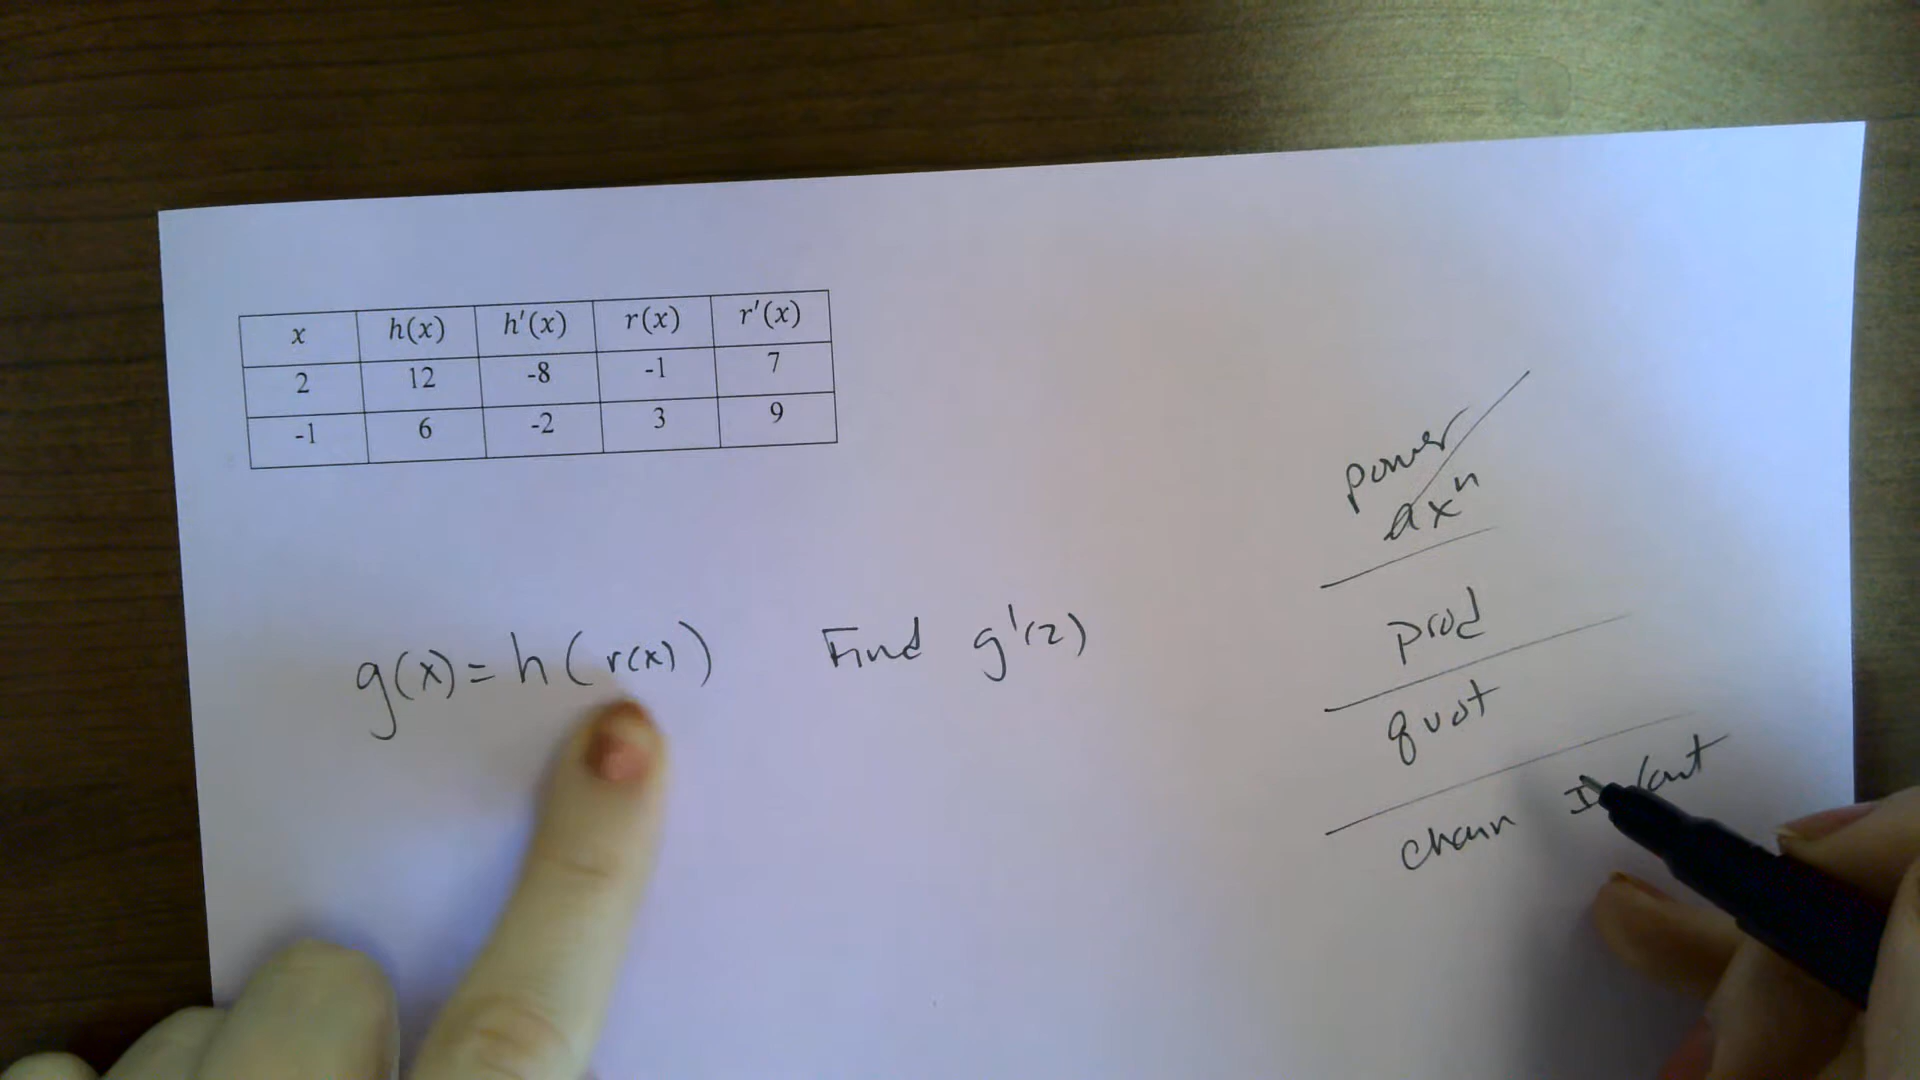 x h(x) h′(x) r(x) r′(x)
2 12 -8 -1 7
-1 6 -2 3 9
g(x) = h(r(x)) Find g'(2)
power
ax^n
prod
quot
chain